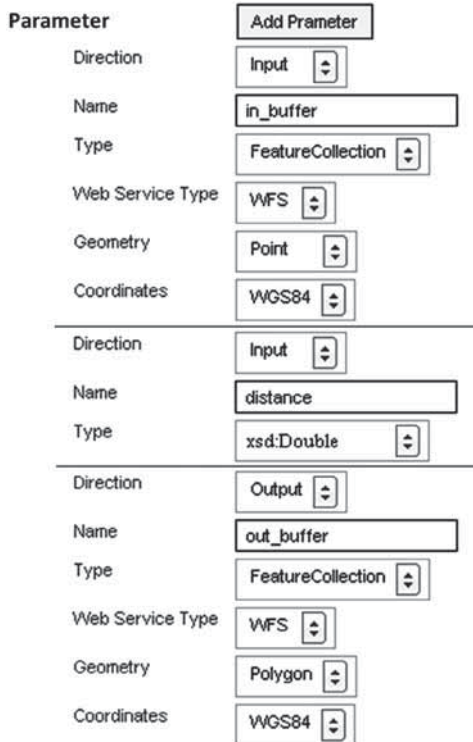 Parameter Add Prameter
Direction Input
Name in_buffer
Type FeatureCollection
Web Service Type WFS
Geometry Point
Coordinates WGS84
Direction Input
Name distance
Type xsd:Double
Direction Output
Name out_buffer
Type FeatureCollection
Web Service Type WFS
Geometry Polygon
Coordinates WGS84